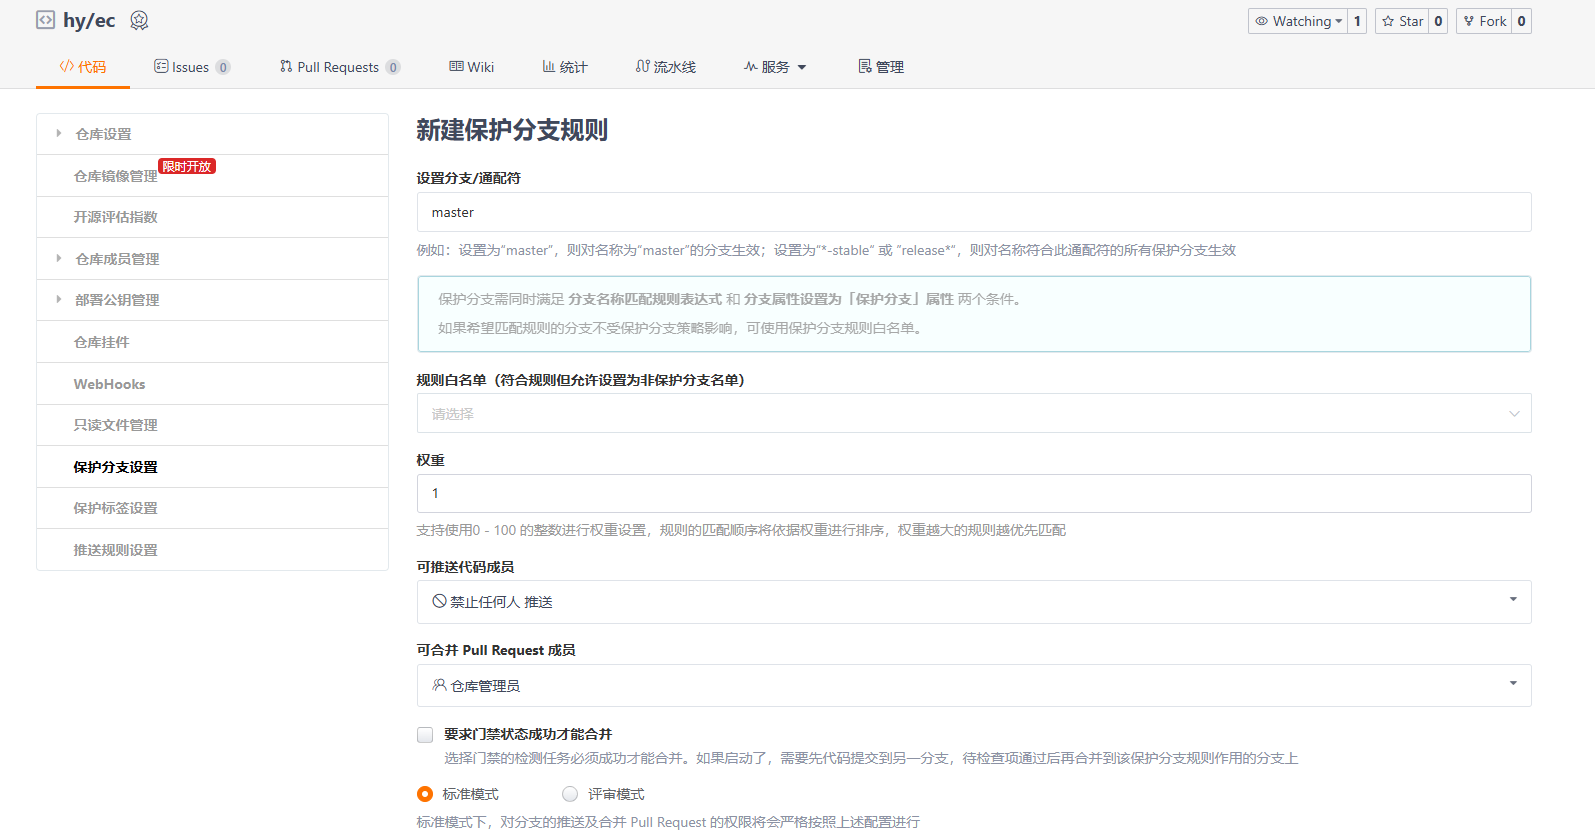 hy/ec
Watching 1 Star 0 Fork 0
代码 Issues 0 Pull Requests 0 Wiki 统计 流水线 服务 管理
仓库设置
仓库镜像管理 限时开放
开源评估指数
仓库成员管理
部署公钥管理
仓库挂件
WebHooks
只读文件管理
保护分支设置
保护标签设置
推送规则设置
新建保护分支规则
设置分支/通配符
master
例如：设置为“master”，则对名称为“master”的分支生效；设置为“*-stable“ 或 ”release*“，则对名称符合此通配符的所有保护分支生效
保护分支需同时满足 分支名称匹配规则表达式 和 分支属性设置为「保护分支」属性 两个条件。
如果希望匹配规则的分支不受保护分支策略影响，可使用保护分支规则白名单。
规则白名单（符合规则但允许设置为非保护分支名单）
请选择
权重
1
支持使用0 - 100 的整数进行权重设置，规则的匹配顺序将依据权重进行排序，权重越大的规则越优先匹配
可推送代码成员
禁止任何人 推送
可合并 Pull Request 成员
仓库管理员
要求门禁状态成功才能合并
选择门禁的检测任务必须成功才能合并。如果启动了，需要先代码提交到另一分支，待检查项通过后再合并到该保护分支规则作用的分支上
标准模式 评审模式
标准模式下，对分支的推送及合并 Pull Request 的权限将会严格按照上述配置进行